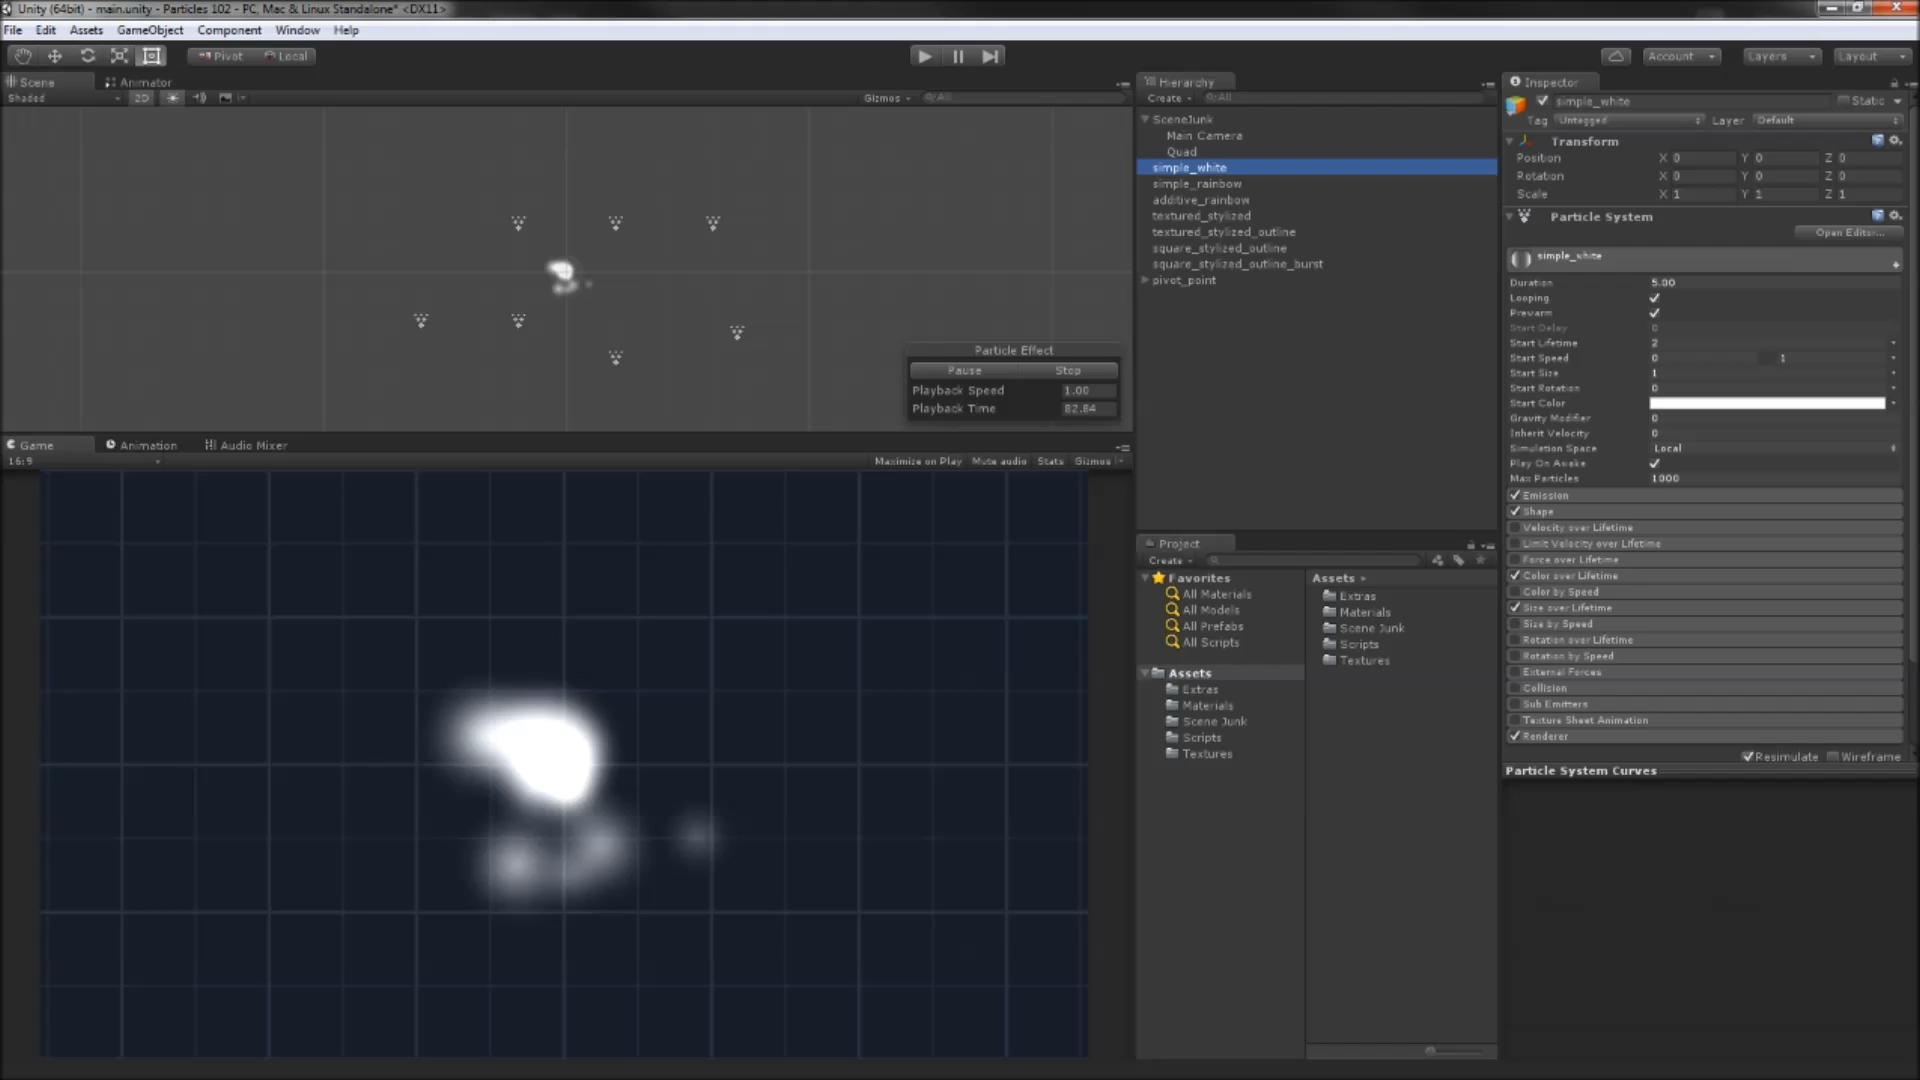 Unity (64bit) - main.unity - Particles 102 - PC, Mac & Linux Standalone* <DX11>
File Edit Assets GameObject Component Window Help
Pivot Local
Account Layers Layout
Scene Animator
Shaded 2D Gizmos All
Particle Effect
Pause Stop
Playback Speed 1.00
Playback Time 82.84
Game Animation Audio Mixer
16:9 Maximize on Play Mute audio Stats Gizmos
Hierarchy
Create All
SceneJunk
Main Camera
Quad
simple_white
simple_rainbow
additive_rainbow
textured_stylized
textured_stylized_outline
square_stylized_outline
square_stylized_outline_burst
pivot_point
Project
Create
Favorites
All Materials
All Models
All Prefabs
All Scripts
Assets
Extras
Materials
Scene Junk
Scripts
Textures
Assets
Extras
Materials
Scene Junk
Scripts
Textures
Inspector
simple_white Static
Tag Untagged Layer Default
Transform
Position X 0 Y 0 Z 0
Rotation X 0 Y 0 Z 0
Scale X 1 Y 1 Z 1
Particle System
Open Editor...
simple_white
Duration 5.00
Looping
Prewarm
Start Delay 0
Start Lifetime 2
Start Speed 0 1
Start Size 1
Start Rotation 0
Start Color
Gravity Modifier 0
Inherit Velocity 0
Simulation Space Local
Play On Awake
Max Particles 1000
Emission
Shape
Velocity over Lifetime
Limit Velocity over Lifetime
Force over Lifetime
Color over Lifetime
Color by Speed
Size over Lifetime
Size by Speed
Rotation over Lifetime
Rotation by Speed
External Forces
Collision
Sub Emitters
Texture Sheet Animation
Renderer
Resimulate Wireframe
Particle System Curves